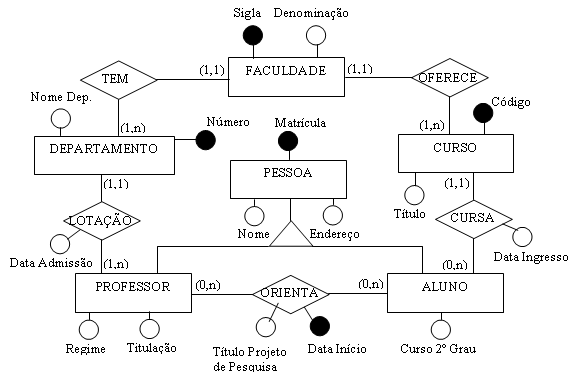 Sigla
Denominação
(1,1)
FACULDADE
(1,1)
TEM
OFERECE
Nome Dep.
Código
(1,n)
Número
Matrícula
(1,n)
DEPARTAMENTO
CURSO
PESSOA
(1,1)
(1,1)
LOTAÇÃO
Título
CURSA
Nome
Endereço
Data Admissão
Data Ingresso
(1,n)
(0,n)
(0,n)
(0,n)
PROFESSOR
ORIENTA
ALUNO
Regime
Titulação
Título Projeto
de Pesquisa
Data Início
Curso 2º Grau